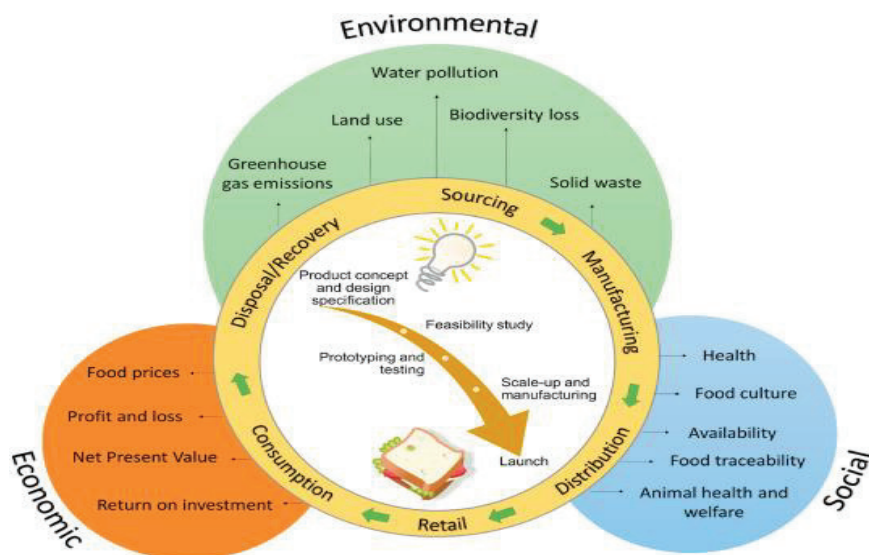 Environmental
Water pollution
Land use
Biodiversity loss
Greenhouse
gas emissions
Solid waste
Sourcing
Manufacturing
Distribution
Retail
Consumption
Disposal/Recovery
Product concept
and design
specification
Feasibility study
Prototyping and
testing
Scale-up and
manufacturing
Launch
Economic
Food prices
Profit and loss
Net Present Value
Return on investment
Social
Health
Food culture
Availability
Food traceability
Animal health and
welfare